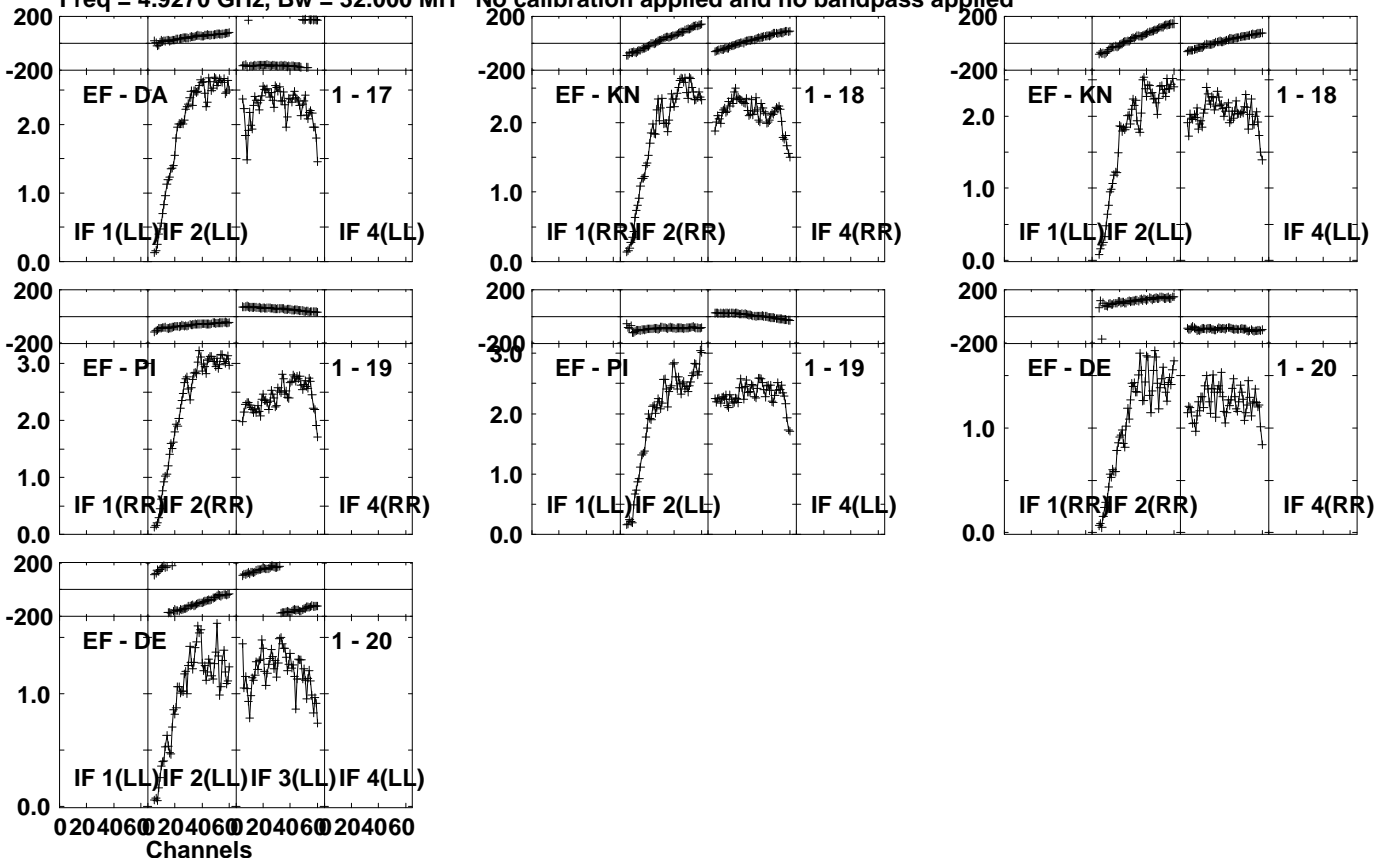 Freq = 4.9270 GHz, Bw = 32.000 MH No calibration applied and no bandpass applied
200
-200
EF - DA
1 - 17
2.0
1.0
0.0
IF 1(LL) IF 2(LL) IF 4(LL)
200
-200
EF - KN
1 - 18
2.0
1.0
0.0
IF 1(RR) IF 2(RR) IF 4(RR)
200
-200
EF - KN
1 - 18
2.0
1.0
0.0
IF 1(LL) IF 2(LL) IF 4(LL)
200
-200
EF - PI
1 - 19
3.0
2.0
1.0
0.0
IF 1(RR) IF 2(RR) IF 4(RR)
200
-200
3.0
EF - PI
1 - 19
2.0
1.0
0.0
IF 1(LL) IF 2(LL) IF 4(LL)
200
-200
EF - DE
1 - 20
1.0
0.0
IF 1(RR) IF 2(RR) IF 4(RR)
200
-200
EF - DE
1 - 20
1.0
0.0
IF 1(LL) IF 2(LL) IF 3(LL) IF 4(LL)
0 20 40 60 0 20 40 60 0 20 40 60 0 20 40 60
Channels